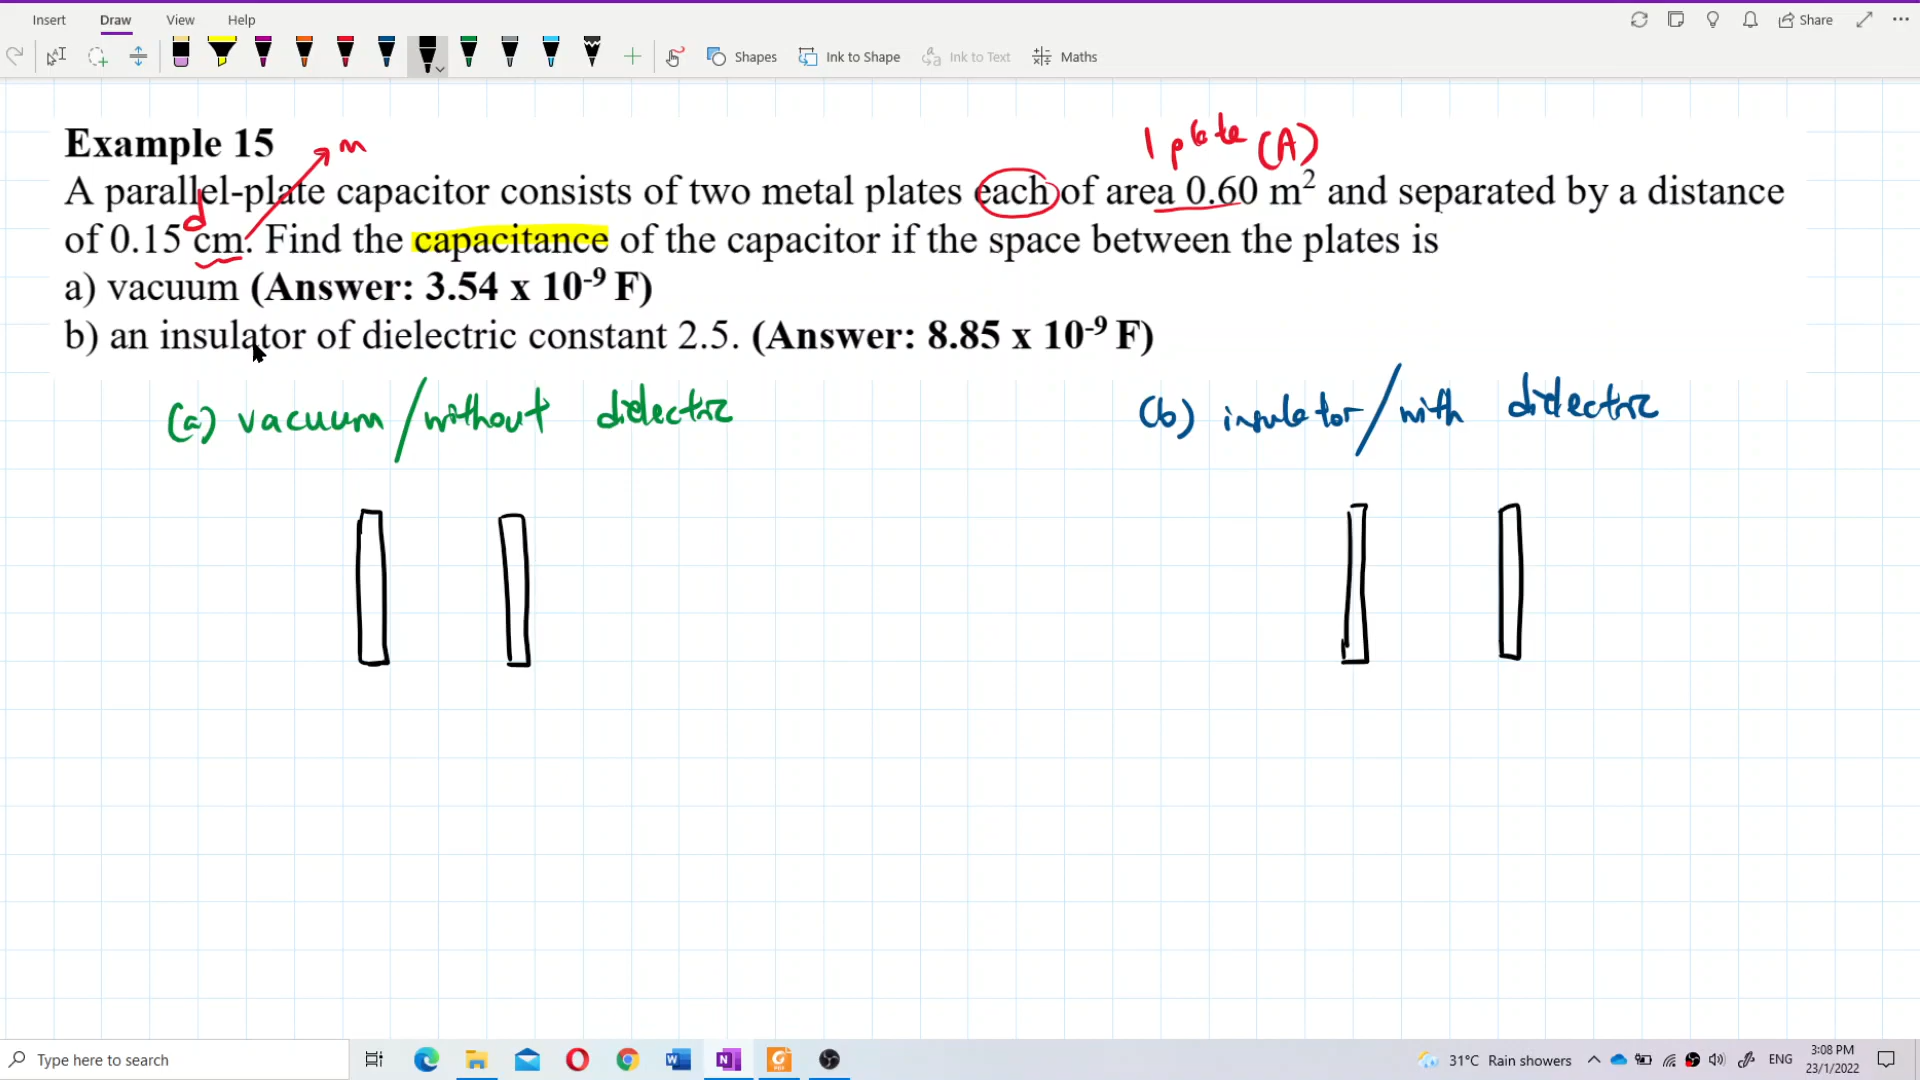 Insert Draw View Help
Share
Shapes Ink to Shape Ink to Text Maths
1 plate (A)
Example 15
m
A parallel-plate capacitor consists of two metal plates each of area 0.60 m² and separated by a distance
d
of 0.15 cm. Find the capacitance of the capacitor if the space between the plates is
a) vacuum (Answer: 3.54 x 10⁻⁹ F)
b) an insulator of dielectric constant 2.5. (Answer: 8.85 x 10⁻⁹ F)
(a) vacuum / without dielectric
(b) insulator / with dielectric
Type here to search
31°C Rain showers
ENG
3:08 PM
23/1/2022